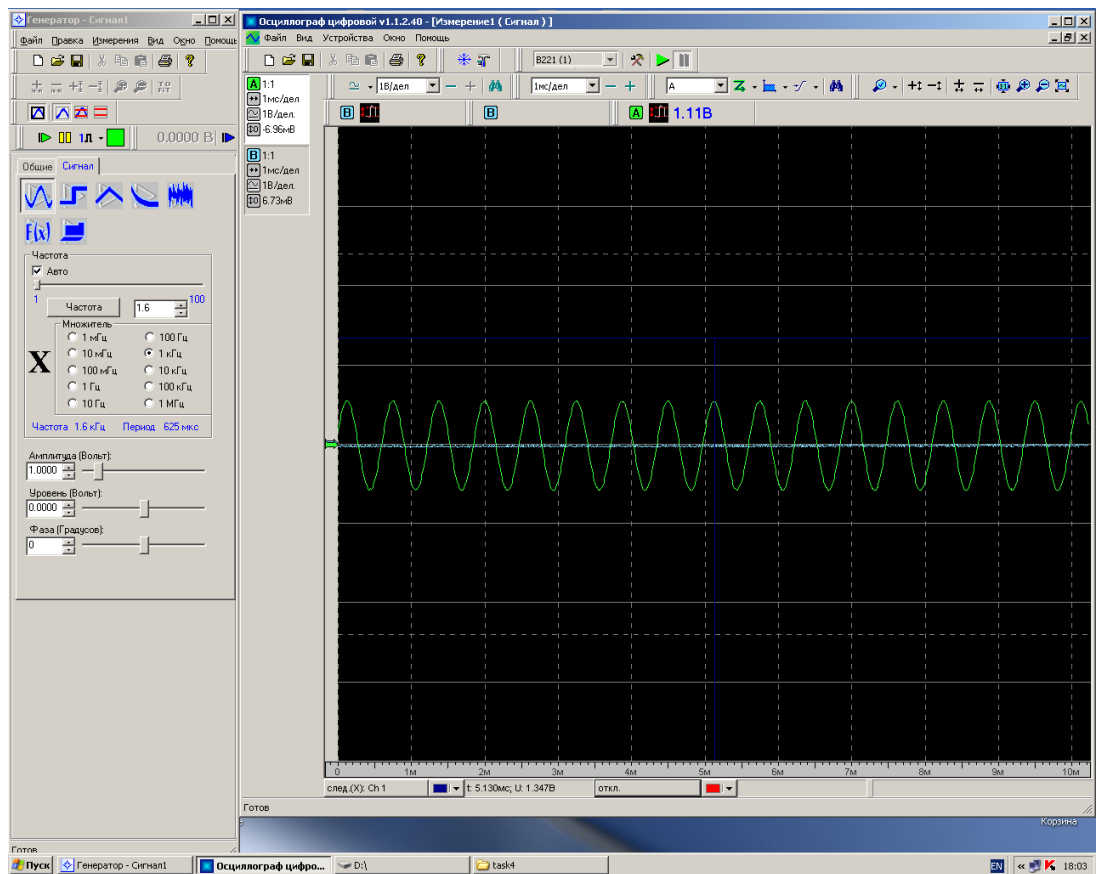 Генератор - Сигнал1
Файл Правка Измерения Вид Окно Помощь
0.0000 В
Общие Сигнал
F(x)
Частота
Авто
1 100
Частота 1.6
Множитель
X
1 мГц 100 Гц
10 мГц 1 кГц
100 мГц 10 кГц
1 Гц 100 кГц
10 Гц 1 МГц
Частота 1.6 кГц Период 625 мкс
Амплитуда (Вольт):
1.0000
Уровень (Вольт):
0.0000
Фаза (Градусов):
0
Готов
Осциллограф цифровой v1.1.2.40 - [Измерение1 ( Сигнал ) ]
Файл Вид Устройства Окно Помощь
B221 (1)
A 1:1
1мс/дел
1В/дел.
-6.96мВ
B 1:1
1мс/дел
1В/дел.
6.73мВ
1В/дел 1мс/дел A
B B A 1.11В
0 1м 2м 3м 4м 5м 6м 7м 8м 9м 10м
след.(X): Ch 1 t: 5.130мс; U: 1.347В откл.
Готов
Корзина
Пуск Генератор - Сигнал1 Осциллограф цифро... D:\ task4 EN « 18:03